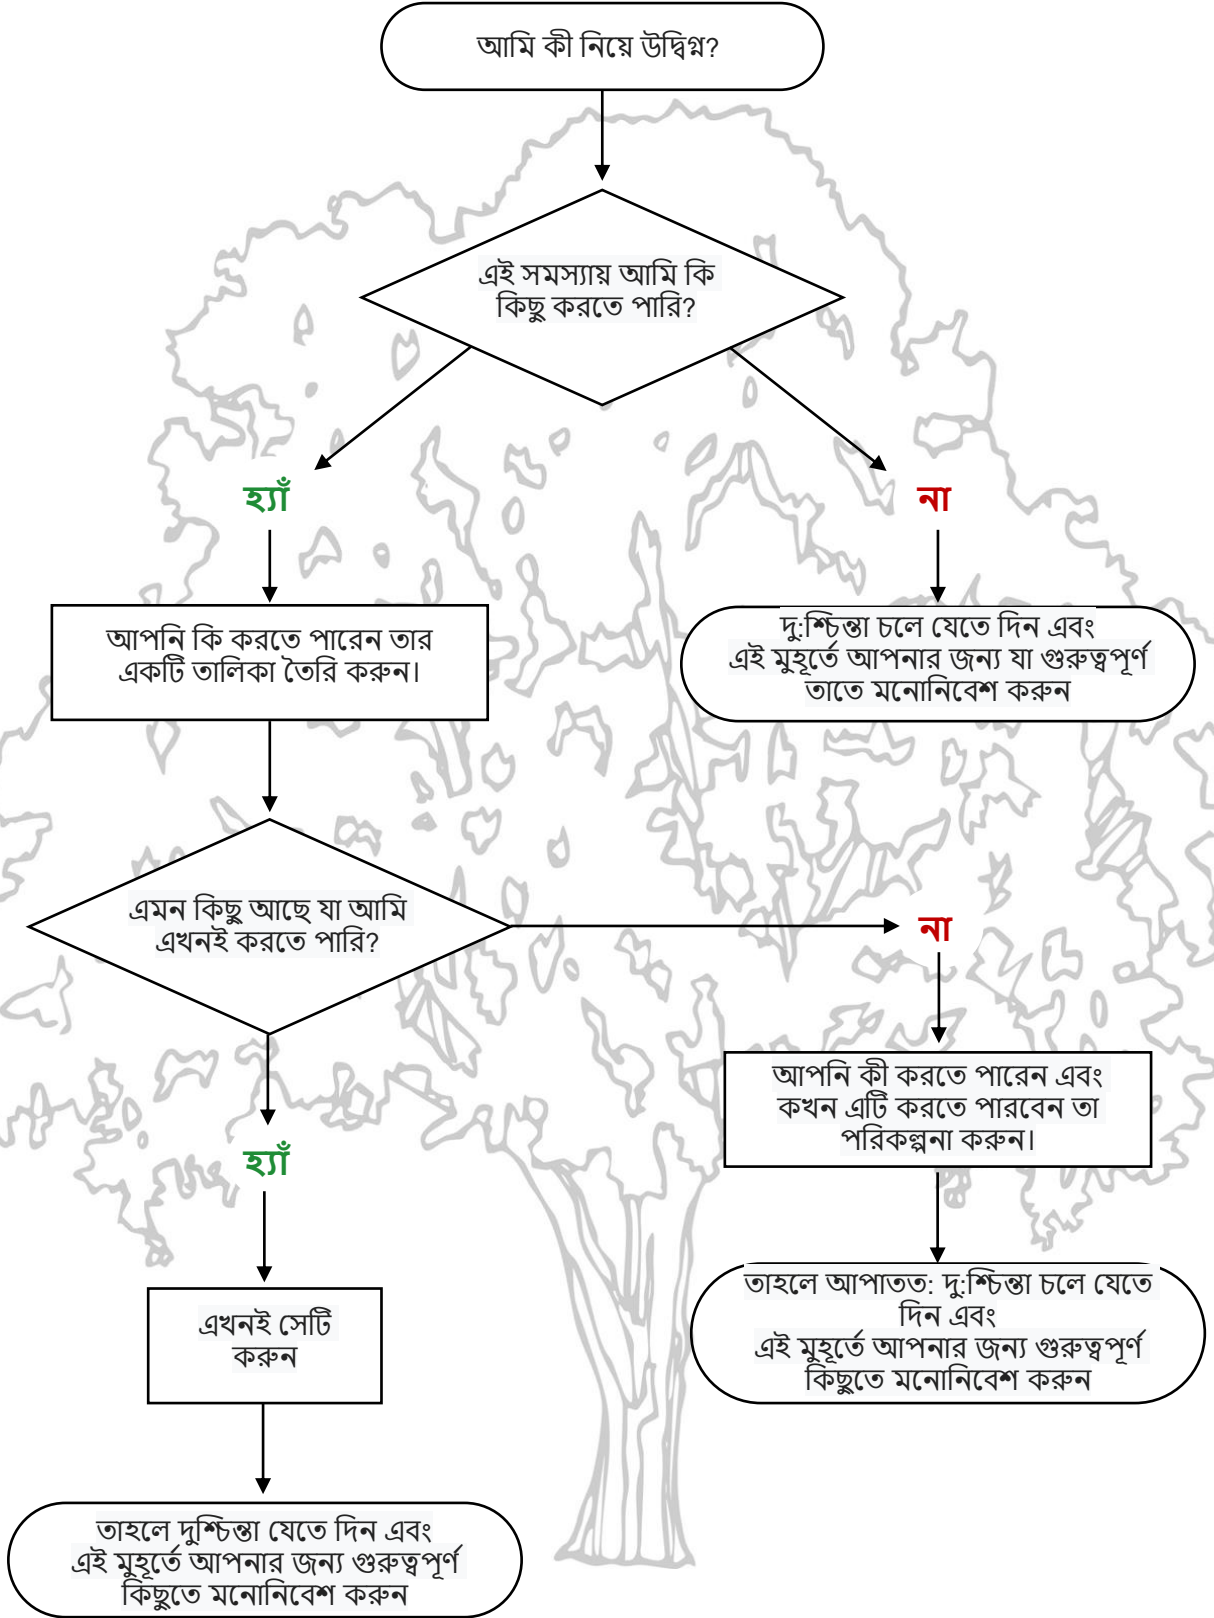 আমি কী নিয়ে উদ্বিগ্ন?
এই সমস্যায় আমি কি
কিছু করতে পারি?
হ্যাঁ
না
আপনি কি করতে পারেন তার
একটি তালিকা তৈরি করুন।
দু:শ্চিন্তা চলে যেতে দিন এবং
এই মুহূর্তে আপনার জন্য যা গুরুত্বপূর্ণ
তাতে মনোনিবেশ করুন
এমন কিছু আছে যা আমি
এখনই করতে পারি?
না
আপনি কী করতে পারেন এবং
কখন এটি করতে পারবেন তা
পরিকল্পনা করুন।
হ্যাঁ
তাহলে আপাতত: দু:শ্চিন্তা চলে যেতে
দিন এবং
এই মুহূর্তে আপনার জন্য গুরুত্বপূর্ণ
কিছুতে মনোনিবেশ করুন
এখনই সেটি
করুন
তাহলে দুশ্চিন্তা যেতে দিন এবং
এই মুহূর্তে আপনার জন্য গুরুত্বপূর্ণ
কিছুতে মনোনিবেশ করুন